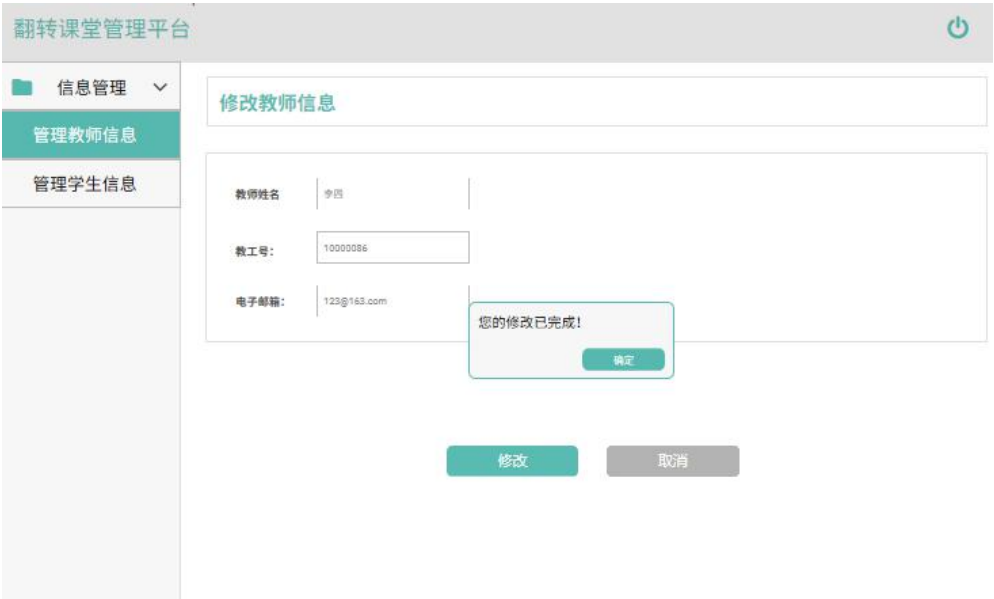 翻转课堂管理平台
信息管理
管理教师信息
管理学生信息
修改教师信息
教师姓名 李四
教工号： 10000086
电子邮箱： 123@163.com
您的修改已完成！
确定
修改 取消